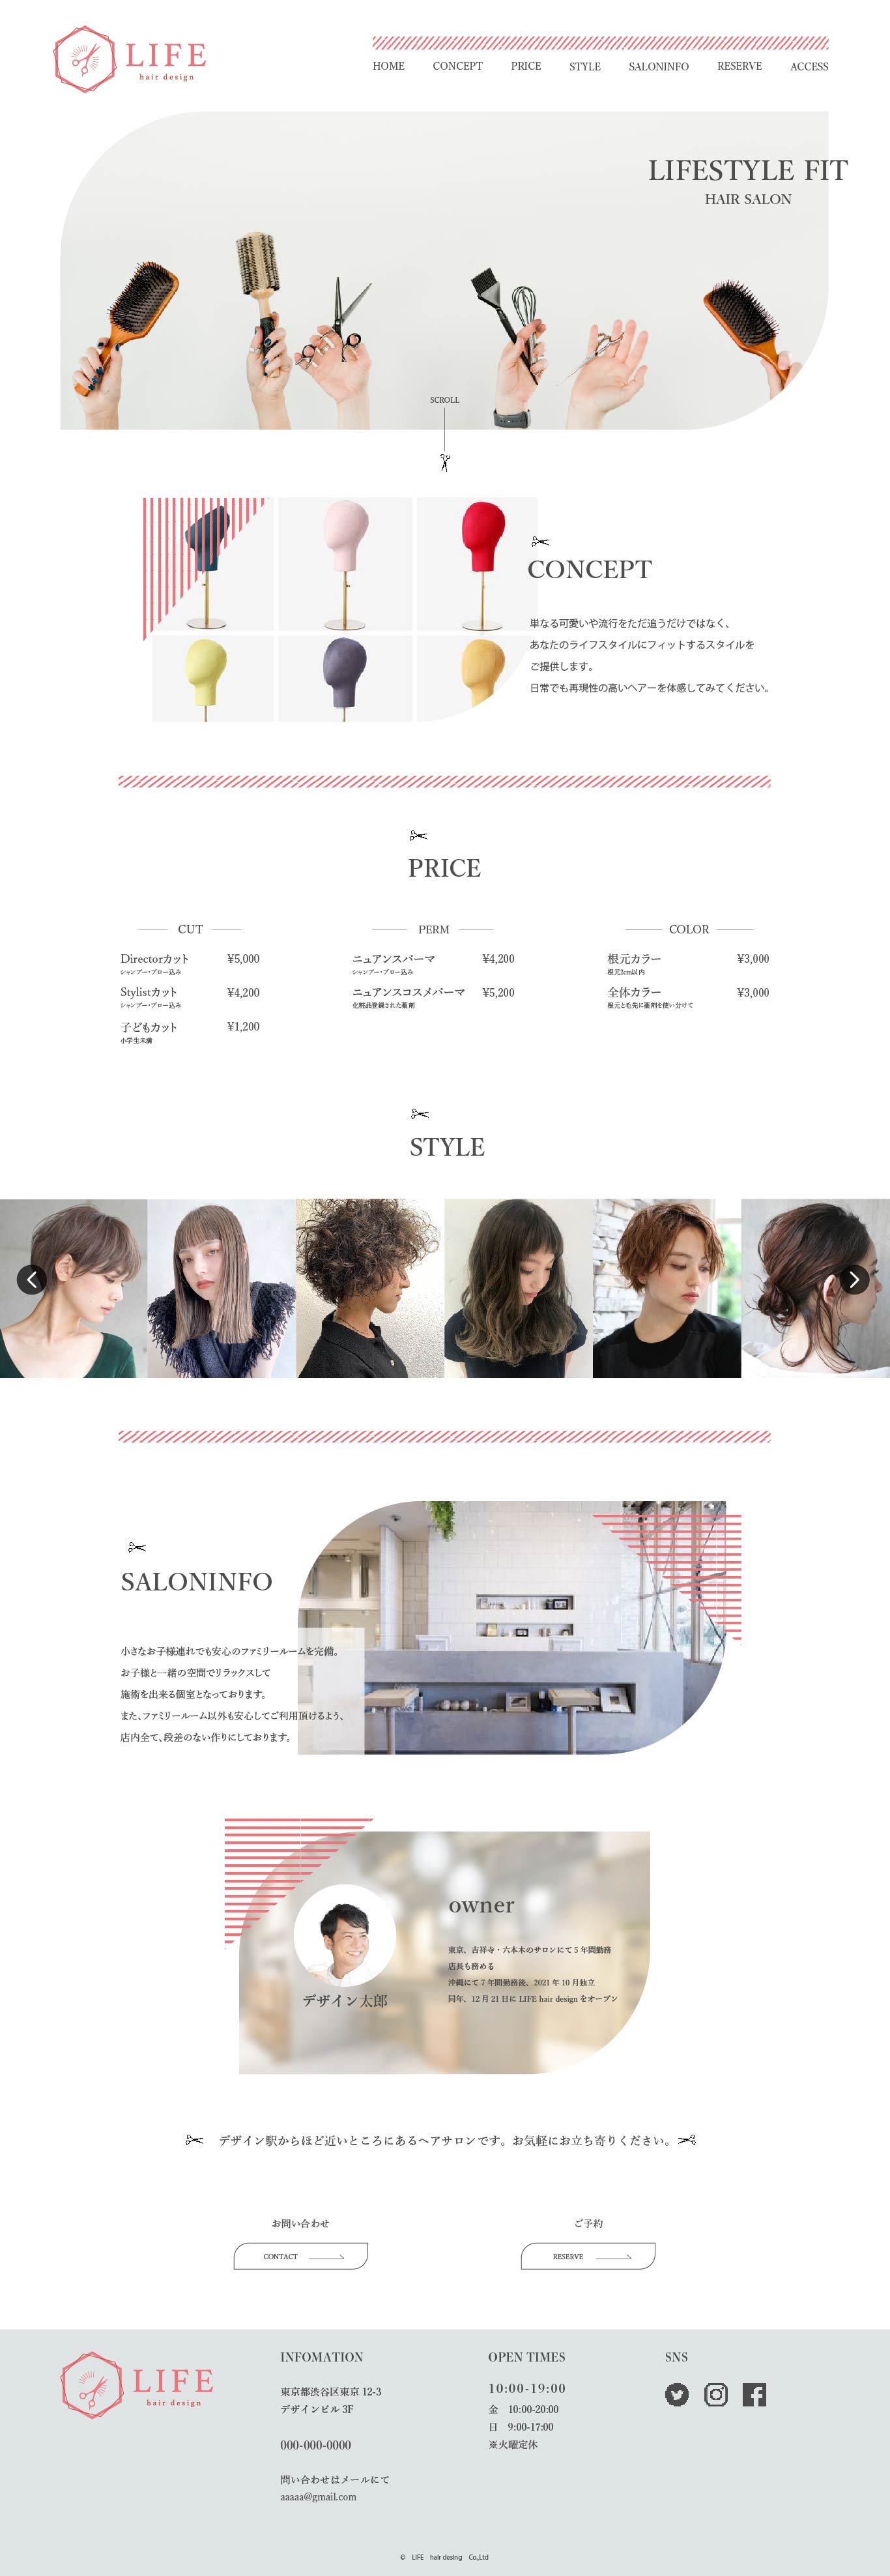 LIFE
hair design
HOME CONCEPT PRICE STYLE SALONINFO RESERVE ACCESS
LIFESTYLE FIT
HAIR SALON
SCROLL
CONCEPT
単なる可愛いや流行をただ追うだけではなく、
あなたのライフスタイルにフィットするスタイルを
ご提供します。
日常でも再現性の高いヘアーを体感してみてください。
PRICE
CUT
Directorカット ¥5,000
シャンプー・ブロー込み
Stylistカット ¥4,200
シャンプー・ブロー込み
子どもカット ¥1,200
小学生未満
PERM
ニュアンスパーマ ¥4,200
シャンプー・ブロー込み
ニュアンスコスメパーマ ¥5,200
化粧品登録された薬剤
COLOR
根元カラー ¥3,000
根元2cm以内
全体カラー ¥3,000
根元と毛先に薬剤を使い分けて
STYLE
SALONINFO
小さなお子様連れでも安心のファミリールームを完備。
お子様と一緒の空間でリラックスして
施術を出来る個室となっております。
また、ファミリールーム以外も安心してご利用頂けるよう、
店内全て、段差のない作りにしております。
デザイン太郎
owner
東京、吉祥寺・六本木のサロンにて5年間勤務
店長も務める
沖縄にて7年間勤務後、2021年10月独立
同年、12月21日に LIFE hair design をオープン
デザイン駅からほど近いところにあるヘアサロンです。お気軽にお立ち寄りください。
お問い合わせ
CONTACT
ご予約
RESERVE
LIFE
hair design
INFOMATION
東京都渋谷区東京 12-3
デザインビル 3F
000-000-0000
問い合わせはメールにて
aaaaa@gmail.com
OPEN TIMES
10:00-19:00
金 10:00-20:00
日 9:00-17:00
※火曜定休
SNS
© LIFE hair desing Co.,Ltd